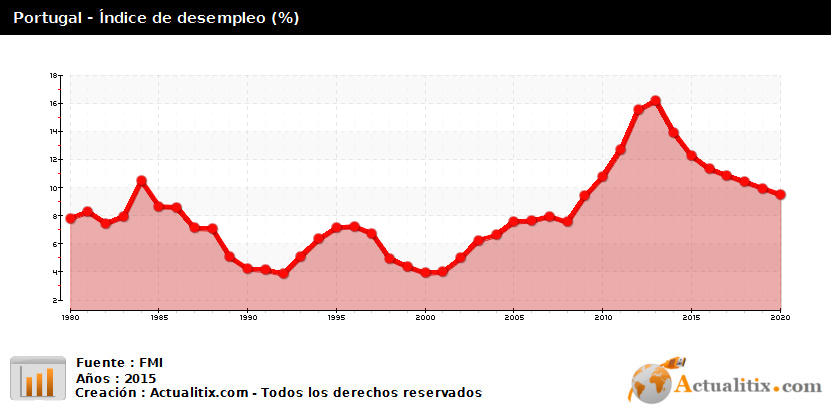 Portugal - Índice de desempleo (%)
18
16
14
12
10
8
6
4
2
1980 1985 1990 1995 2000 2005 2010 2015 2020
Fuente : FMI
Años : 2015
Creación : Actualitix.com - Todos los derechos reservados
Actualitix.com